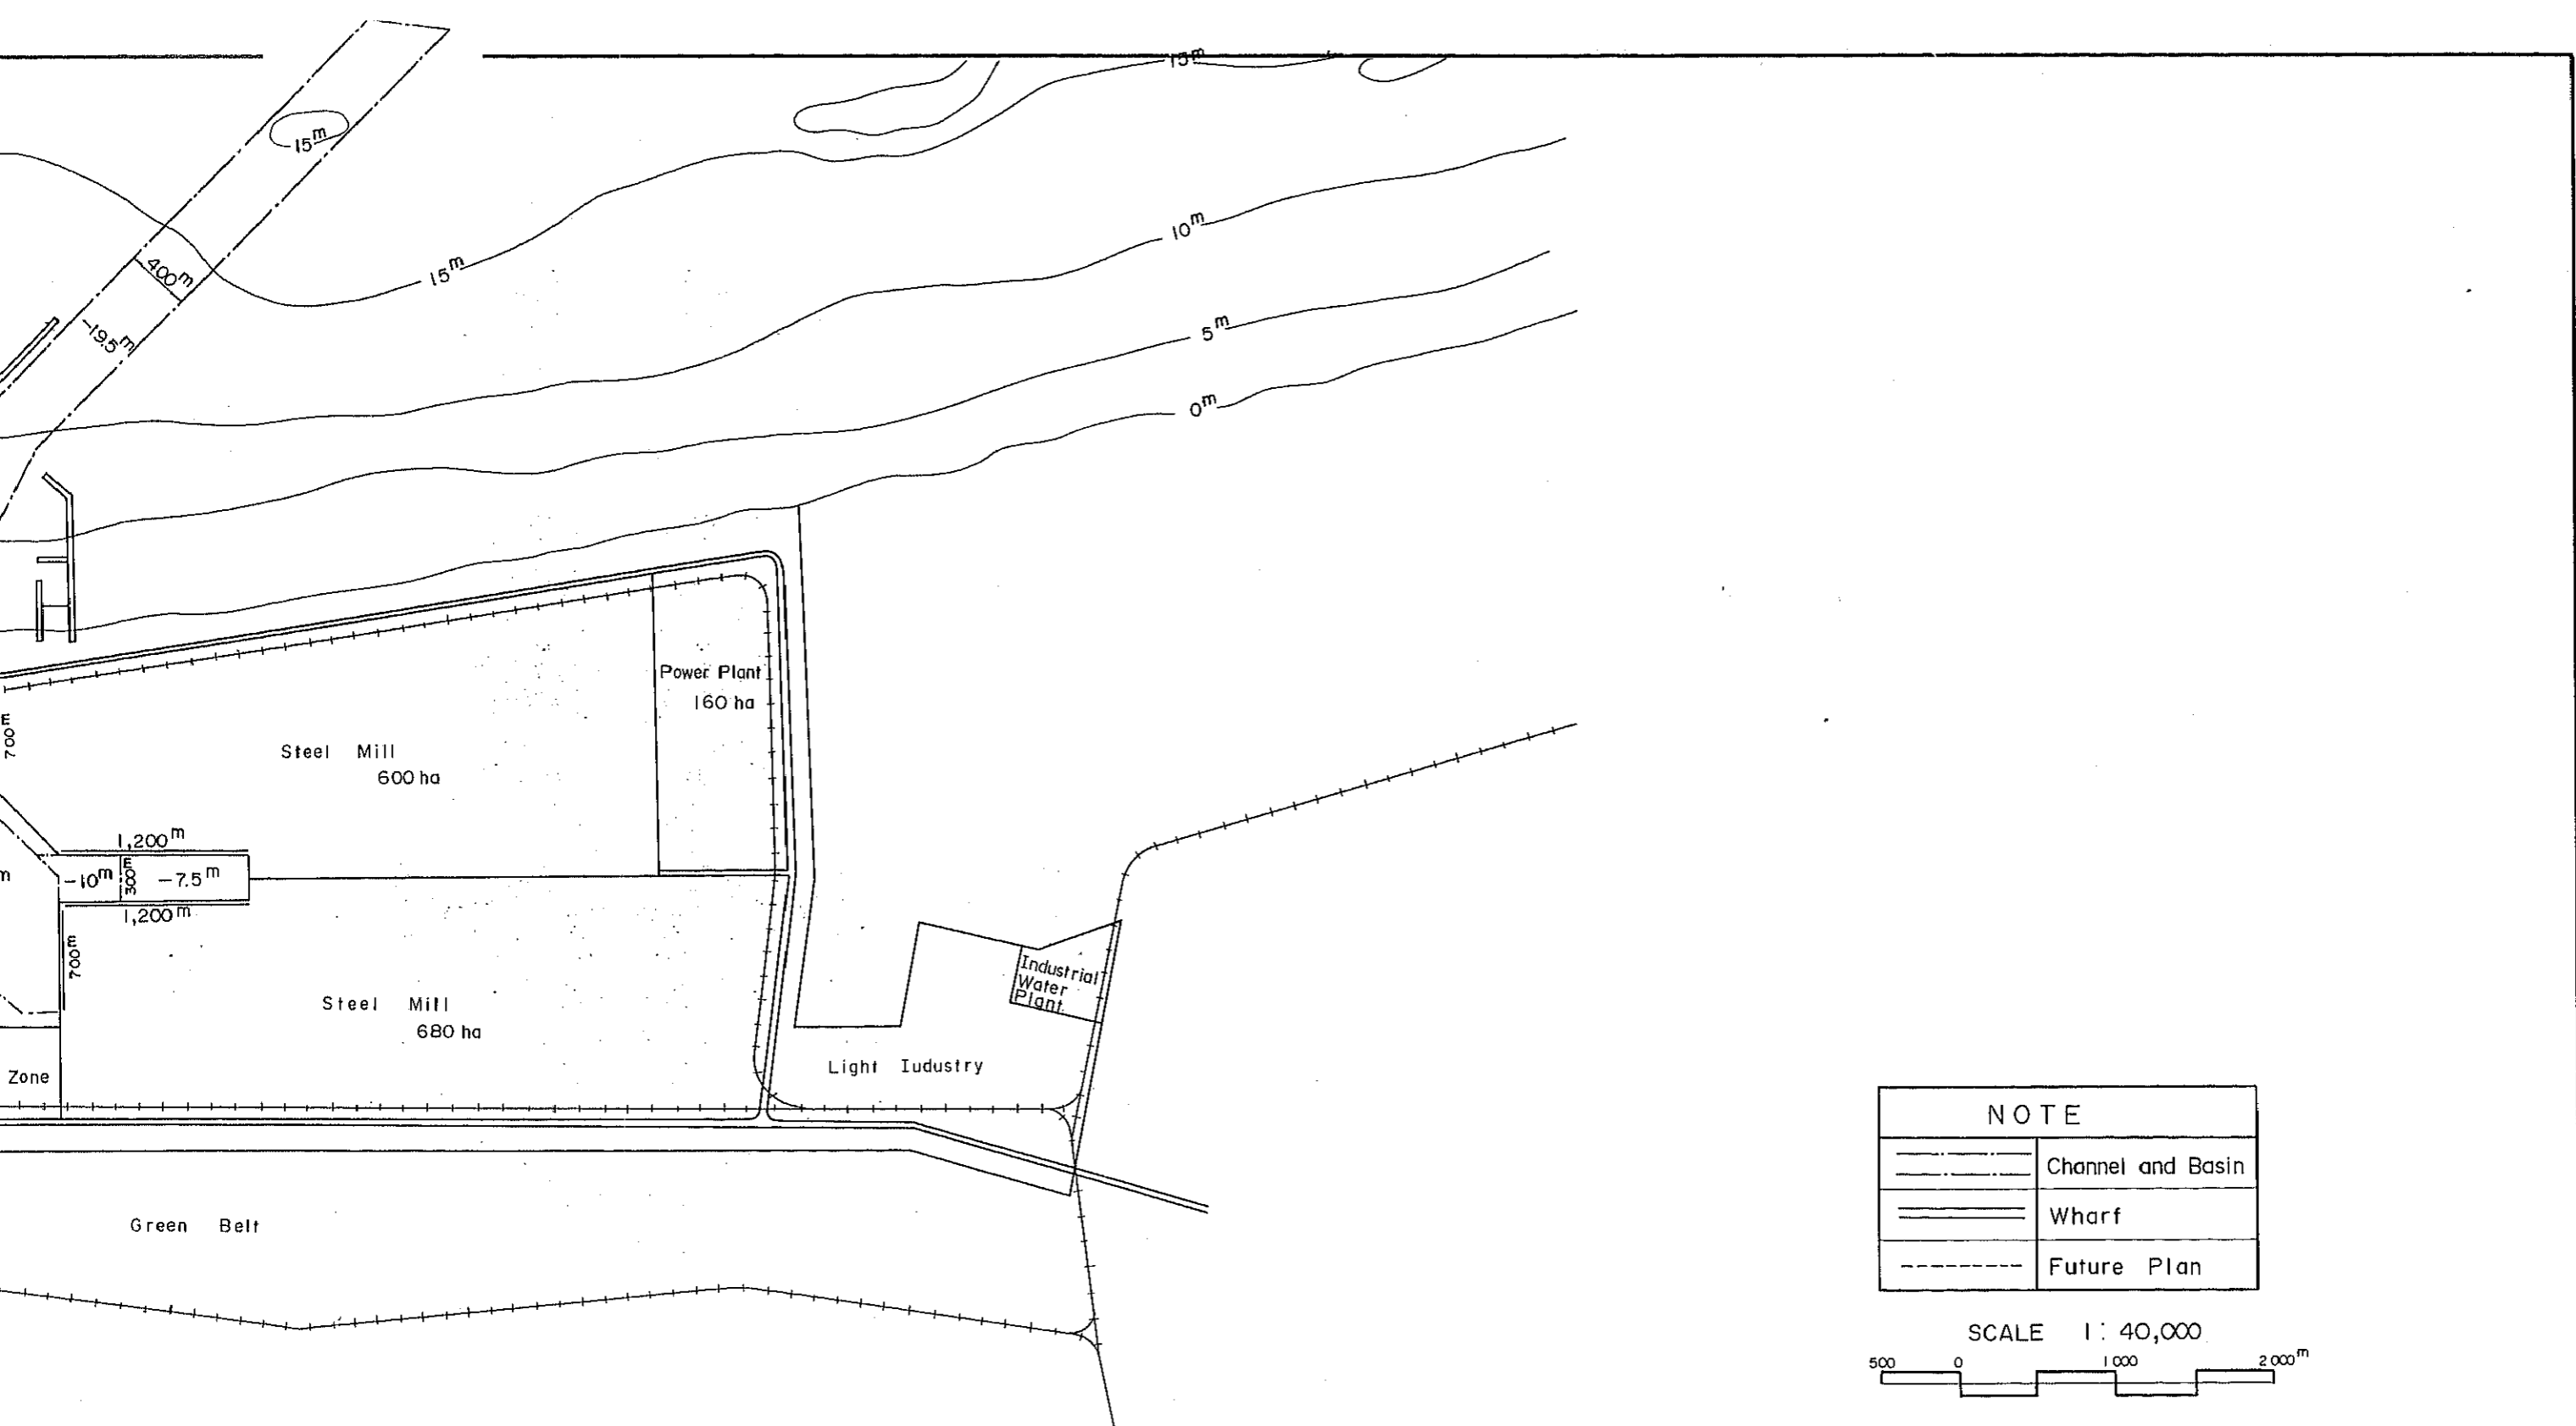 15m
15m
10m
15m
400m
-19.5m
5m
0m
Power Plant
160 ha
700m
Steel Mill
600 ha
1,200m
m
-10m
300m
-7.5m
1,200m
700m
Industrial
Water
Plant
Steel Mill
680 ha
Light Iudustry
Zone
Green Belt
NOTE
Channel and Basin
Wharf
Future Plan
SCALE 1:40,000
500 0 1000 2000m